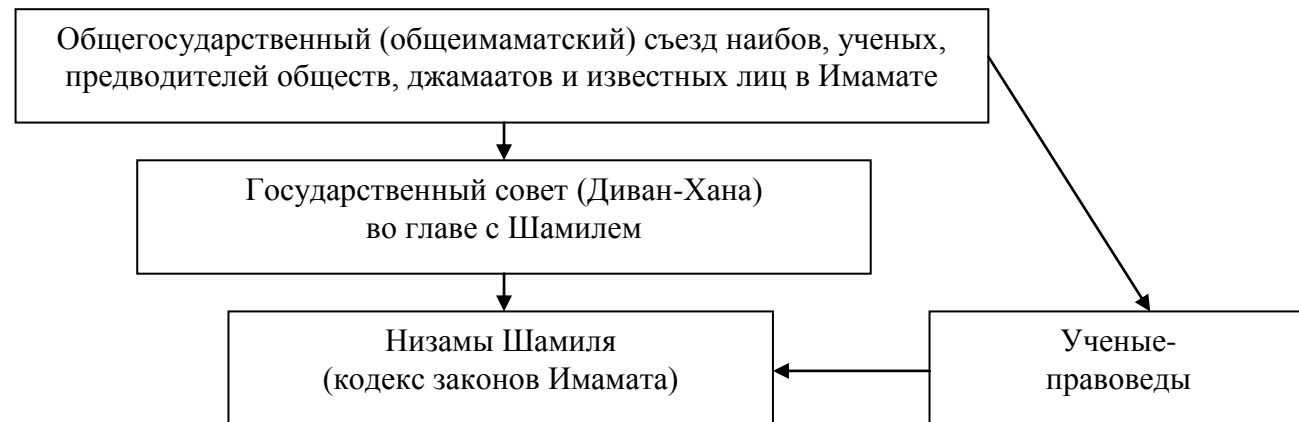 Общегосударственный (общеимаматский) съезд наибов, ученых,
предводителей обществ, джамаатов и известных лиц в Имамате
Государственный совет (Диван-Хана)
во главе с Шамилем
Низамы Шамиля
(кодекс законов Имамата)
Ученые-
правоведы